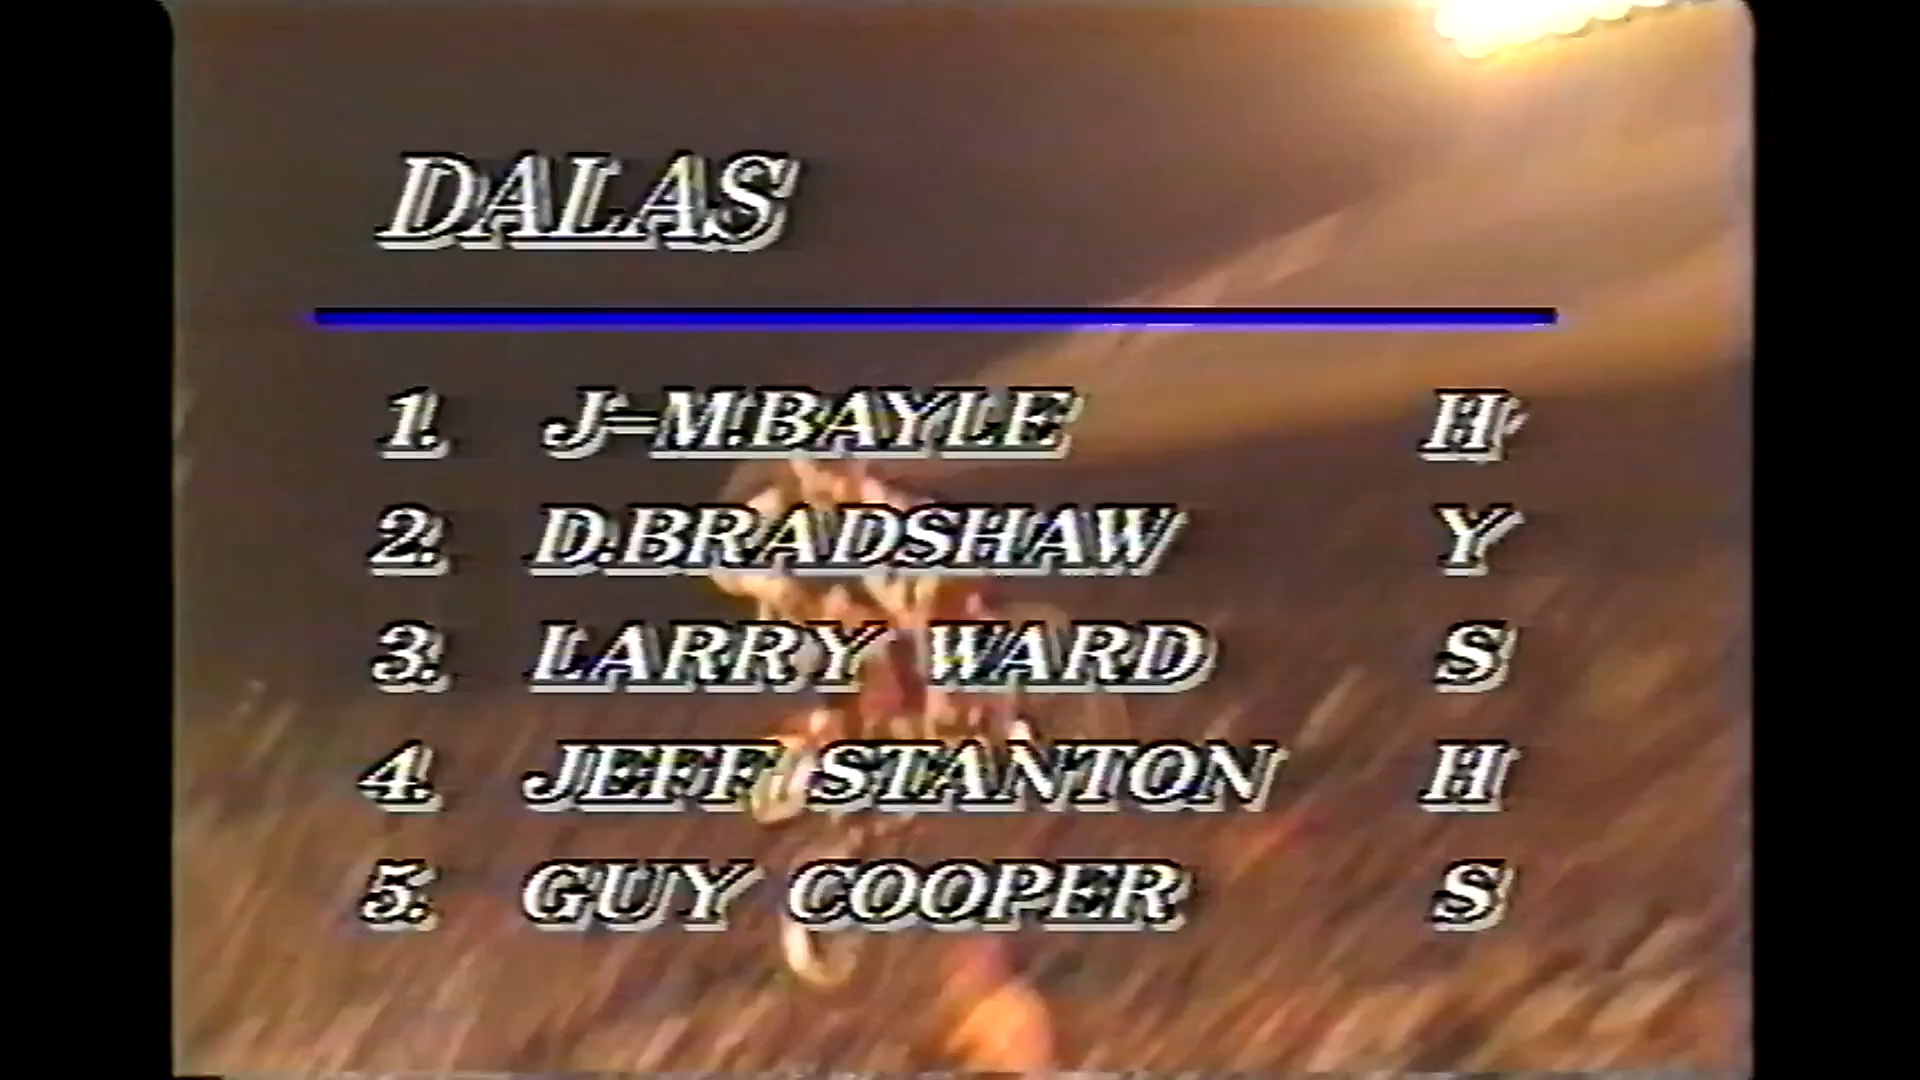 DALAS
1. J=M.BAYLE H
2. D.BRADSHAW Y
3. LARRY WARD S
4. JEFF STANTON H
5. GUY COOPER S